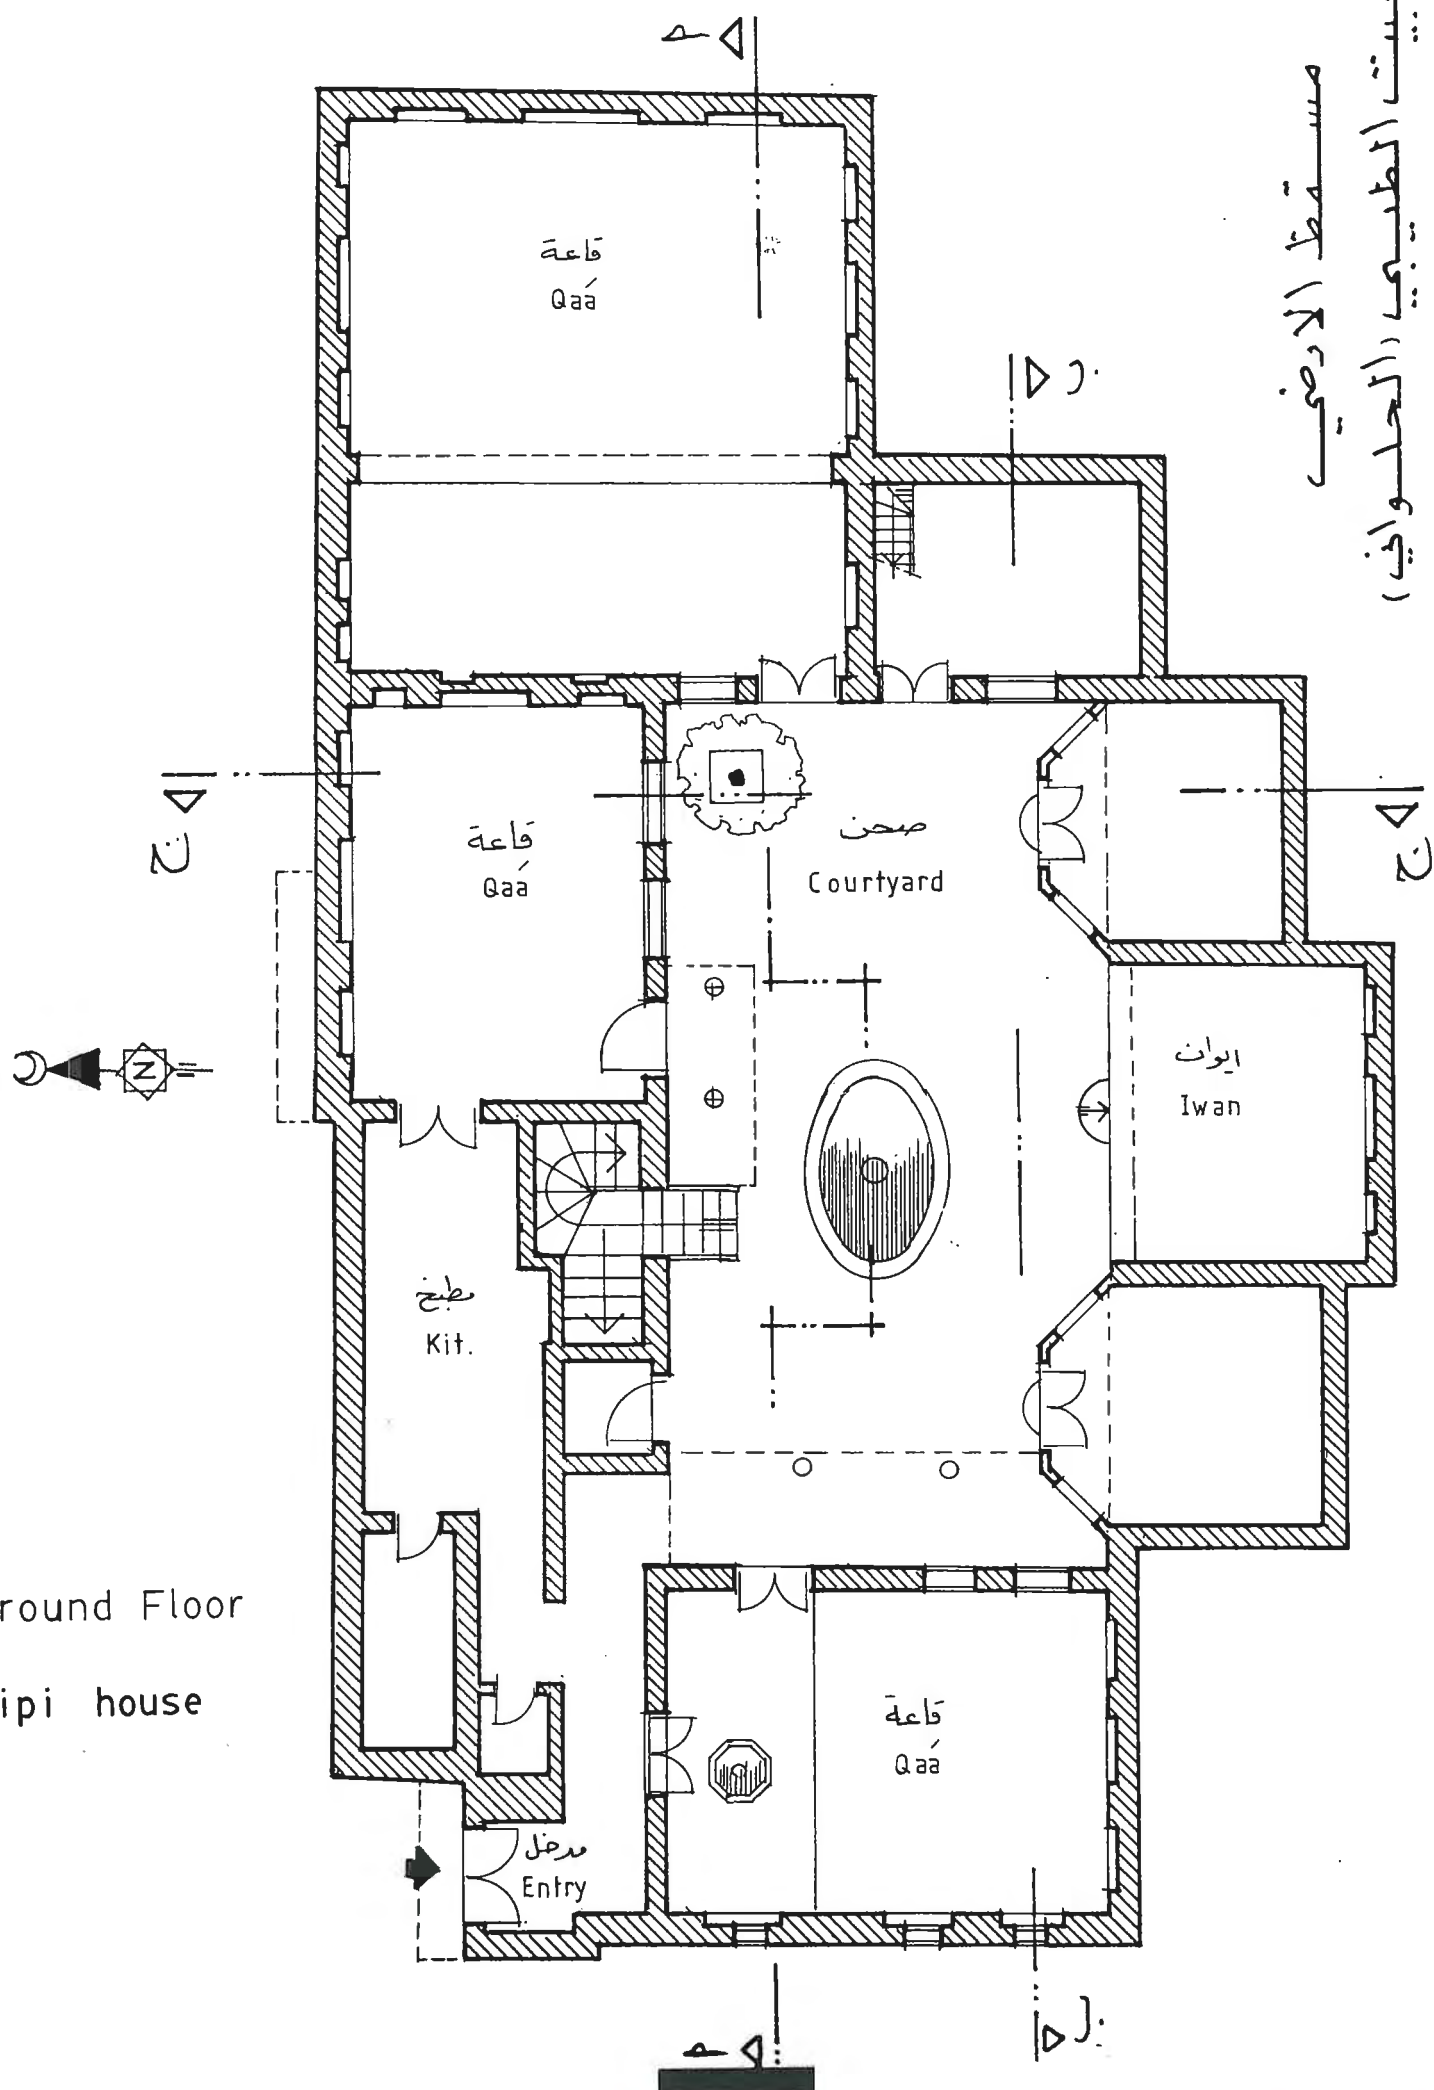 بيت الطيبي (الحلواني)
مسقط الارضي
قاعة
Qaá
قاعة
Qaá
صحن
Courtyard
ايوان
Iwan
N
مطبخ
Kit.
round Floor
ipi house
قاعة
Qaá
مدخل
Entry
ج
ج
ب
ب